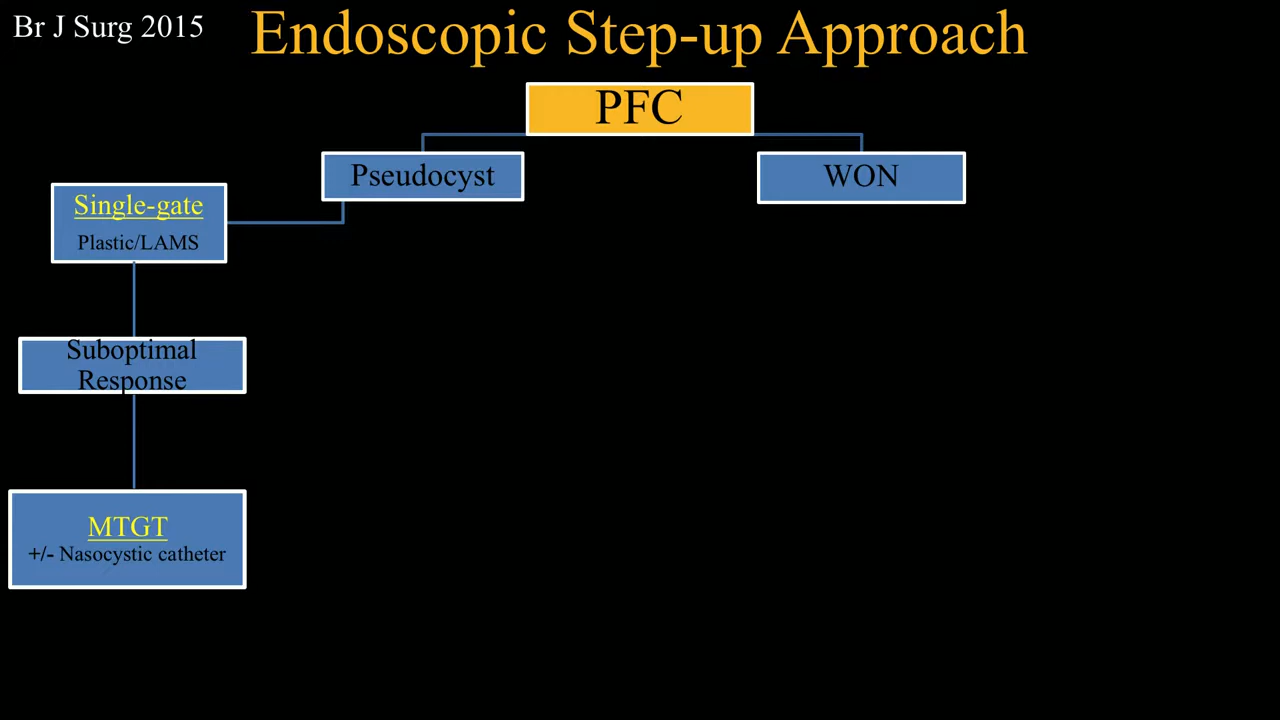 Br J Surg 2015
Endoscopic Step-up Approach
PFC
Pseudocyst
WON
Single-gate
Plastic/LAMS
Suboptimal
Response
MTGT
+/- Nasocystic catheter